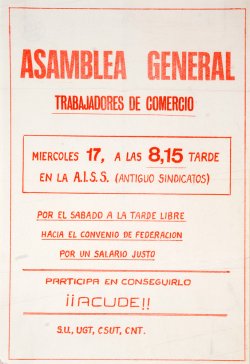 ASAMBLEA GENERAL
TRABAJADORES DE COMERCIO
MIERCOLES 17, A LAS 8,15 TARDE
EN LA A.I.S.S. (ANTIGUO SINDICATOS)
POR EL SABADO A LA TARDE LIBRE
HACIA EL CONVENIO DE FEDERACION
POR UN SALARIO JUSTO
PARTICIPA EN CONSEGUIRLO
¡¡ACUDE!!
S.U., UGT, CSUT, CNT.